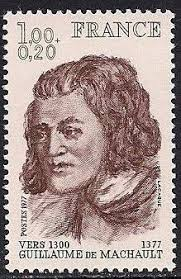 1,00+ FRANCE
0,20
POSTES 1977
VERS 1300 1377
GUILLAUME DE MACHAULT